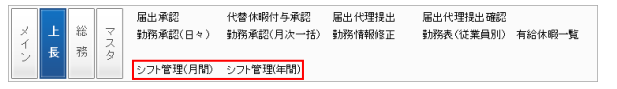 メイン
上長
総務
マスタ
届出承認 代替休暇付与承認 届出代理提出 届出代理提出確認
勤務承認(日々) 勤務承認(月次一括) 勤務情報修正 勤務表(従業員別) 有給休暇一覧
シフト管理(月間) シフト管理(年間)